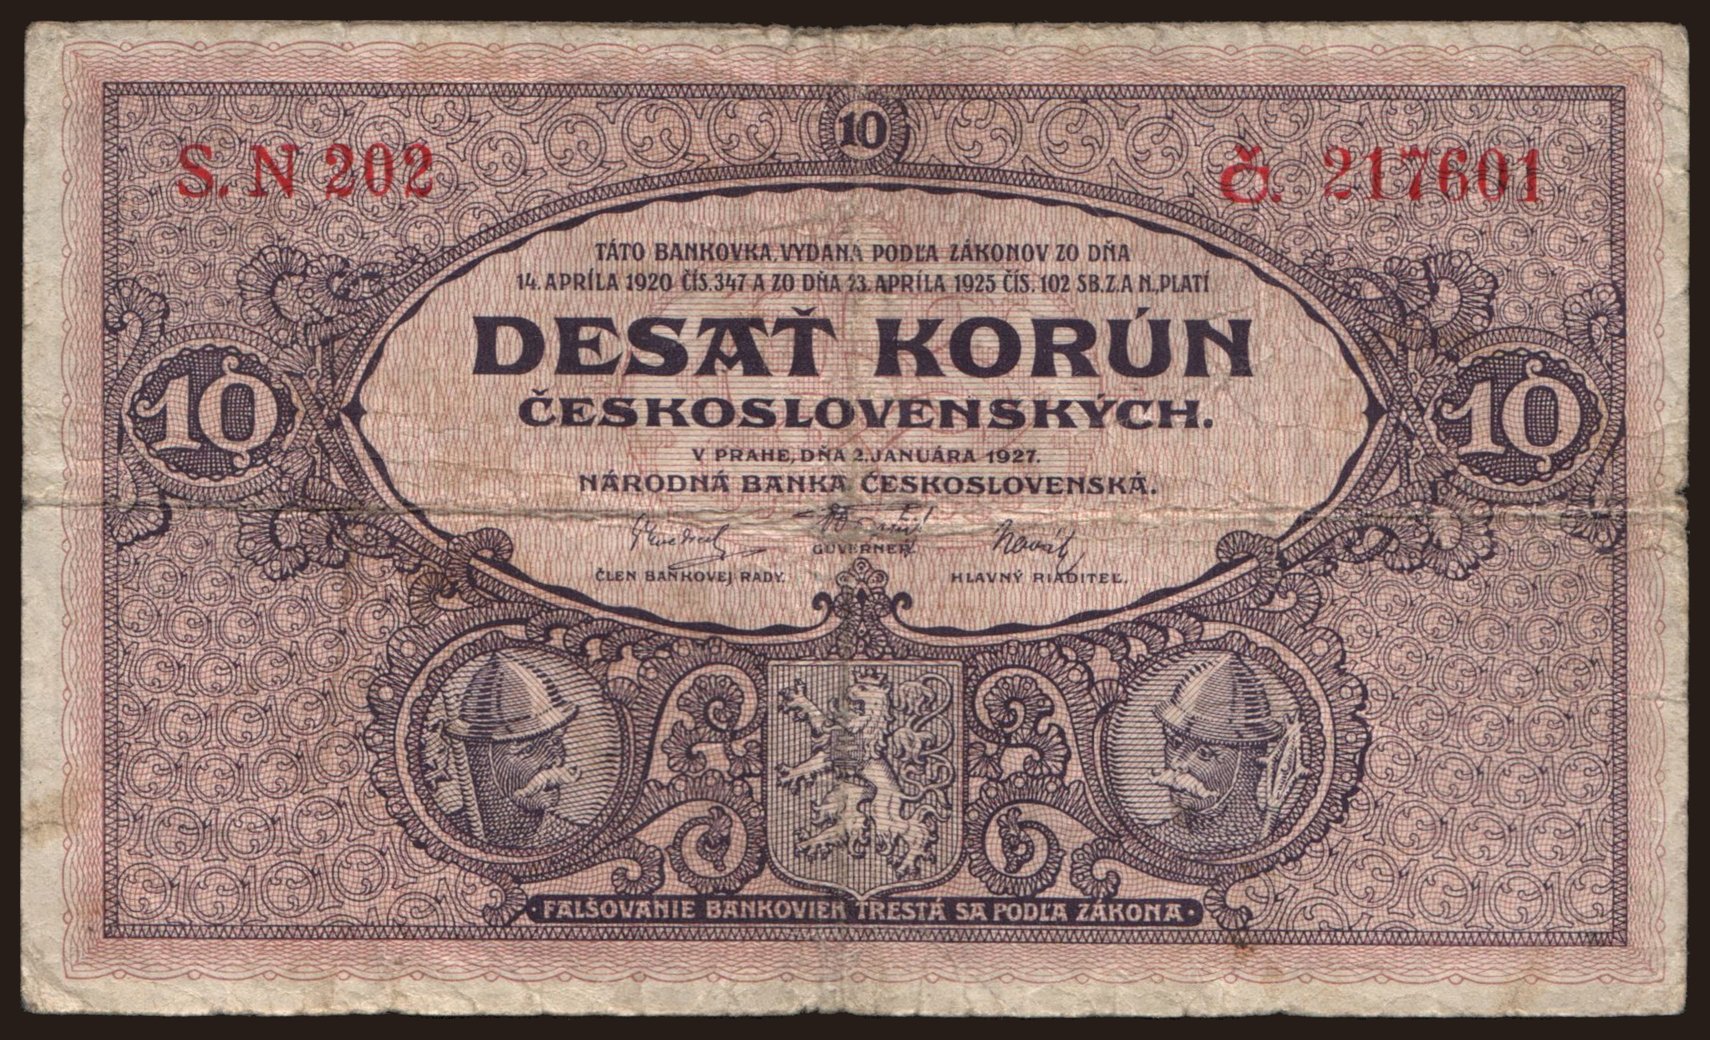 10
S. N 202
Č. 217601
TÁTO BANKOVKA, VYDANÁ PODĽA ZÁKONOV ZO DŇA
14. APRÍLA 1920 ČÍS. 347 A ZO DŇA 23. APRÍLA 1925 ČÍS. 102 SB. Z. A N. PLATÍ
DESAŤ KORÚN
10
10
ČESKOSLOVENSKÝCH.
V PRAHE, DŇA 2. JANUÁRA 1927.
NÁRODNÁ BANKA ČESKOSLOVENSKÁ.
GUVERNER.
ČLEN BANKOVEJ RADY.
HLAVNÝ RIADITEĽ.
FALŠOVANIE BANKOVIEK TRESTÁ SA PODĽA ZÁKONA